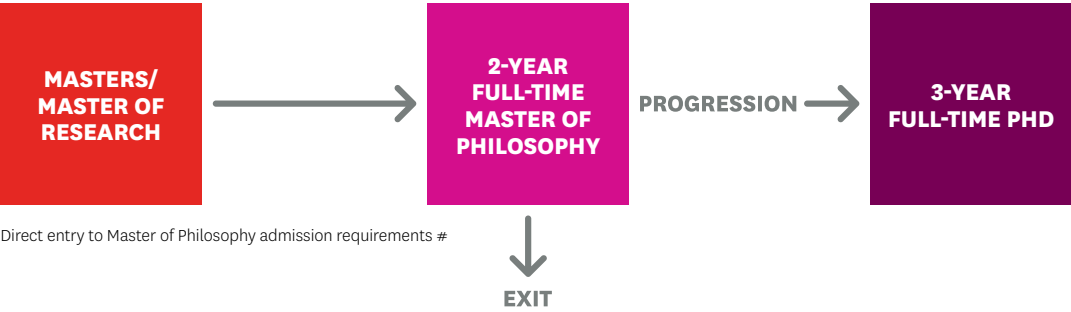 MASTERS/
MASTER OF
RESEARCH
2-YEAR
FULL-TIME
MASTER OF
PHILOSOPHY
PROGRESSION
3-YEAR
FULL-TIME PHD
Direct entry to Master of Philosophy admission requirements #
EXIT